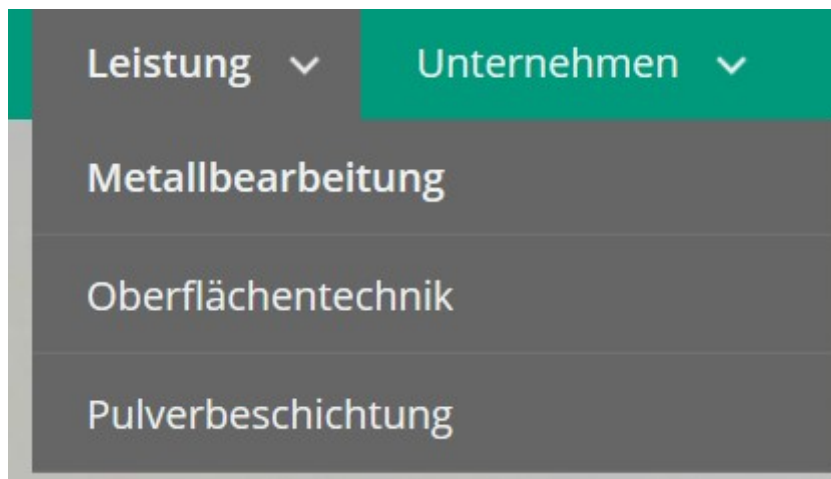 Leistung Unternehmen
Metallbearbeitung
Oberflächentechnik
Pulverbeschichtung